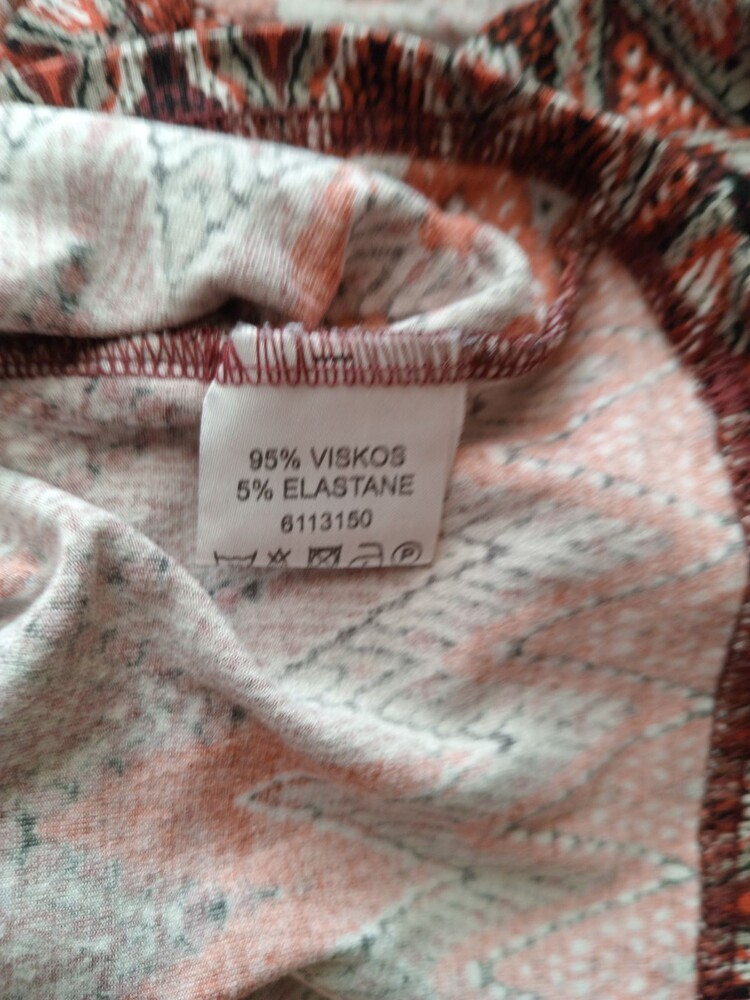 95% VISKOS
5% ELASTANE
6113150
P